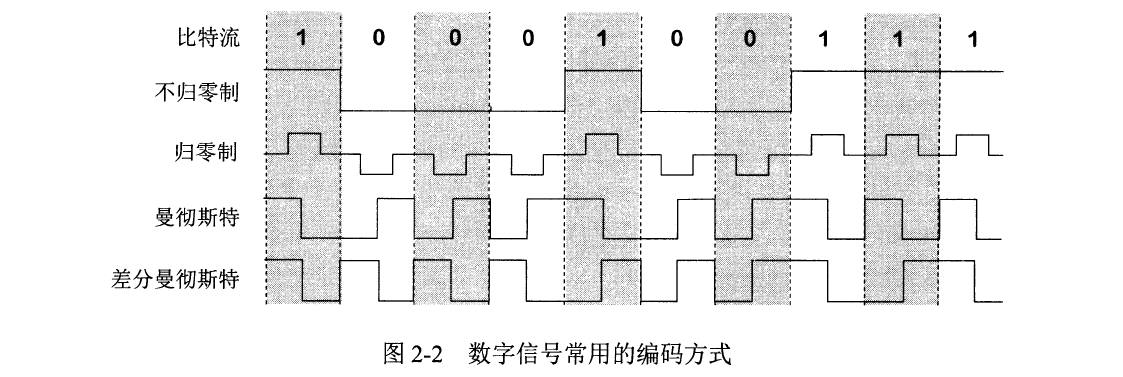 比特流 1 0 0 0 1 0 0 1 1 1
不归零制
归零制
曼彻斯特
差分曼彻斯特
图 2-2 数字信号常用的编码方式